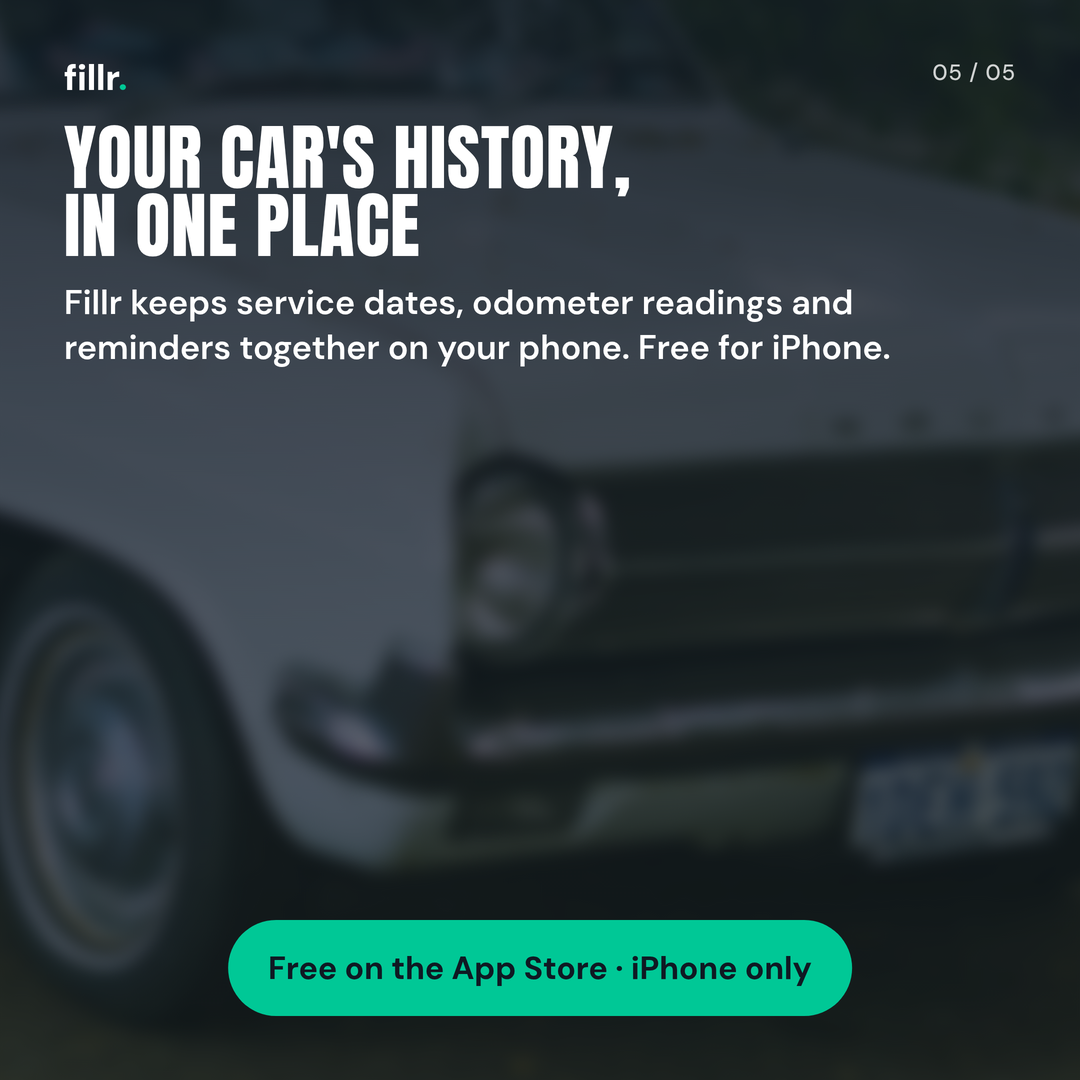 fillr.
05 / 05
YOUR CAR'S HISTORY,
IN ONE PLACE
Fillr keeps service dates, odometer readings and
reminders together on your phone. Free for iPhone.
Free on the App Store · iPhone only